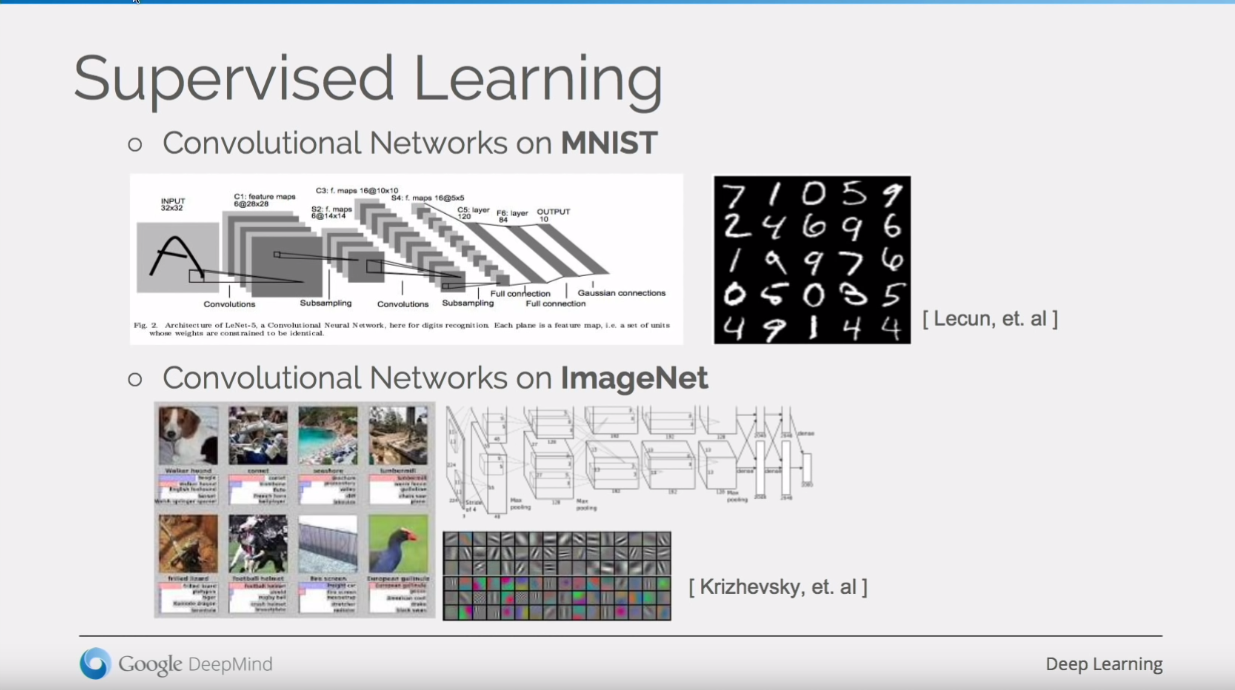 Supervised Learning
○ Convolutional Networks on MNIST
INPUT
32x32
C1: feature maps
6@28x28
C3: f. maps 16@10x10
S2: f. maps
6@14x14
S4: f. maps 16@5x5
C5: layer
120
F6: layer
84
OUTPUT
10
Convolutions
Subsampling
Convolutions
Subsampling
Full connection
Full connection
Gaussian connections
Fig. 2. Architecture of LeNet-5, a Convolutional Neural Network, here for digits recognition. Each plane is a feature map, i.e. a set of units
whose weights are constrained to be identical.
7 1 0 5 9
2 4 6 9 6
1 9 9 7 6
0 5 0 3 5
4 9 1 4 4
[ Lecun, et. al ]
○ Convolutional Networks on ImageNet
Walker hound
comet
seashore
lumbermill
frilled lizard
football helmet
fire screen
European gallinule
Stride
of 4
Max
pooling
Max
pooling
Max
pooling
dense
dense
dense
[ Krizhevsky, et. al ]
Google DeepMind
Deep Learning